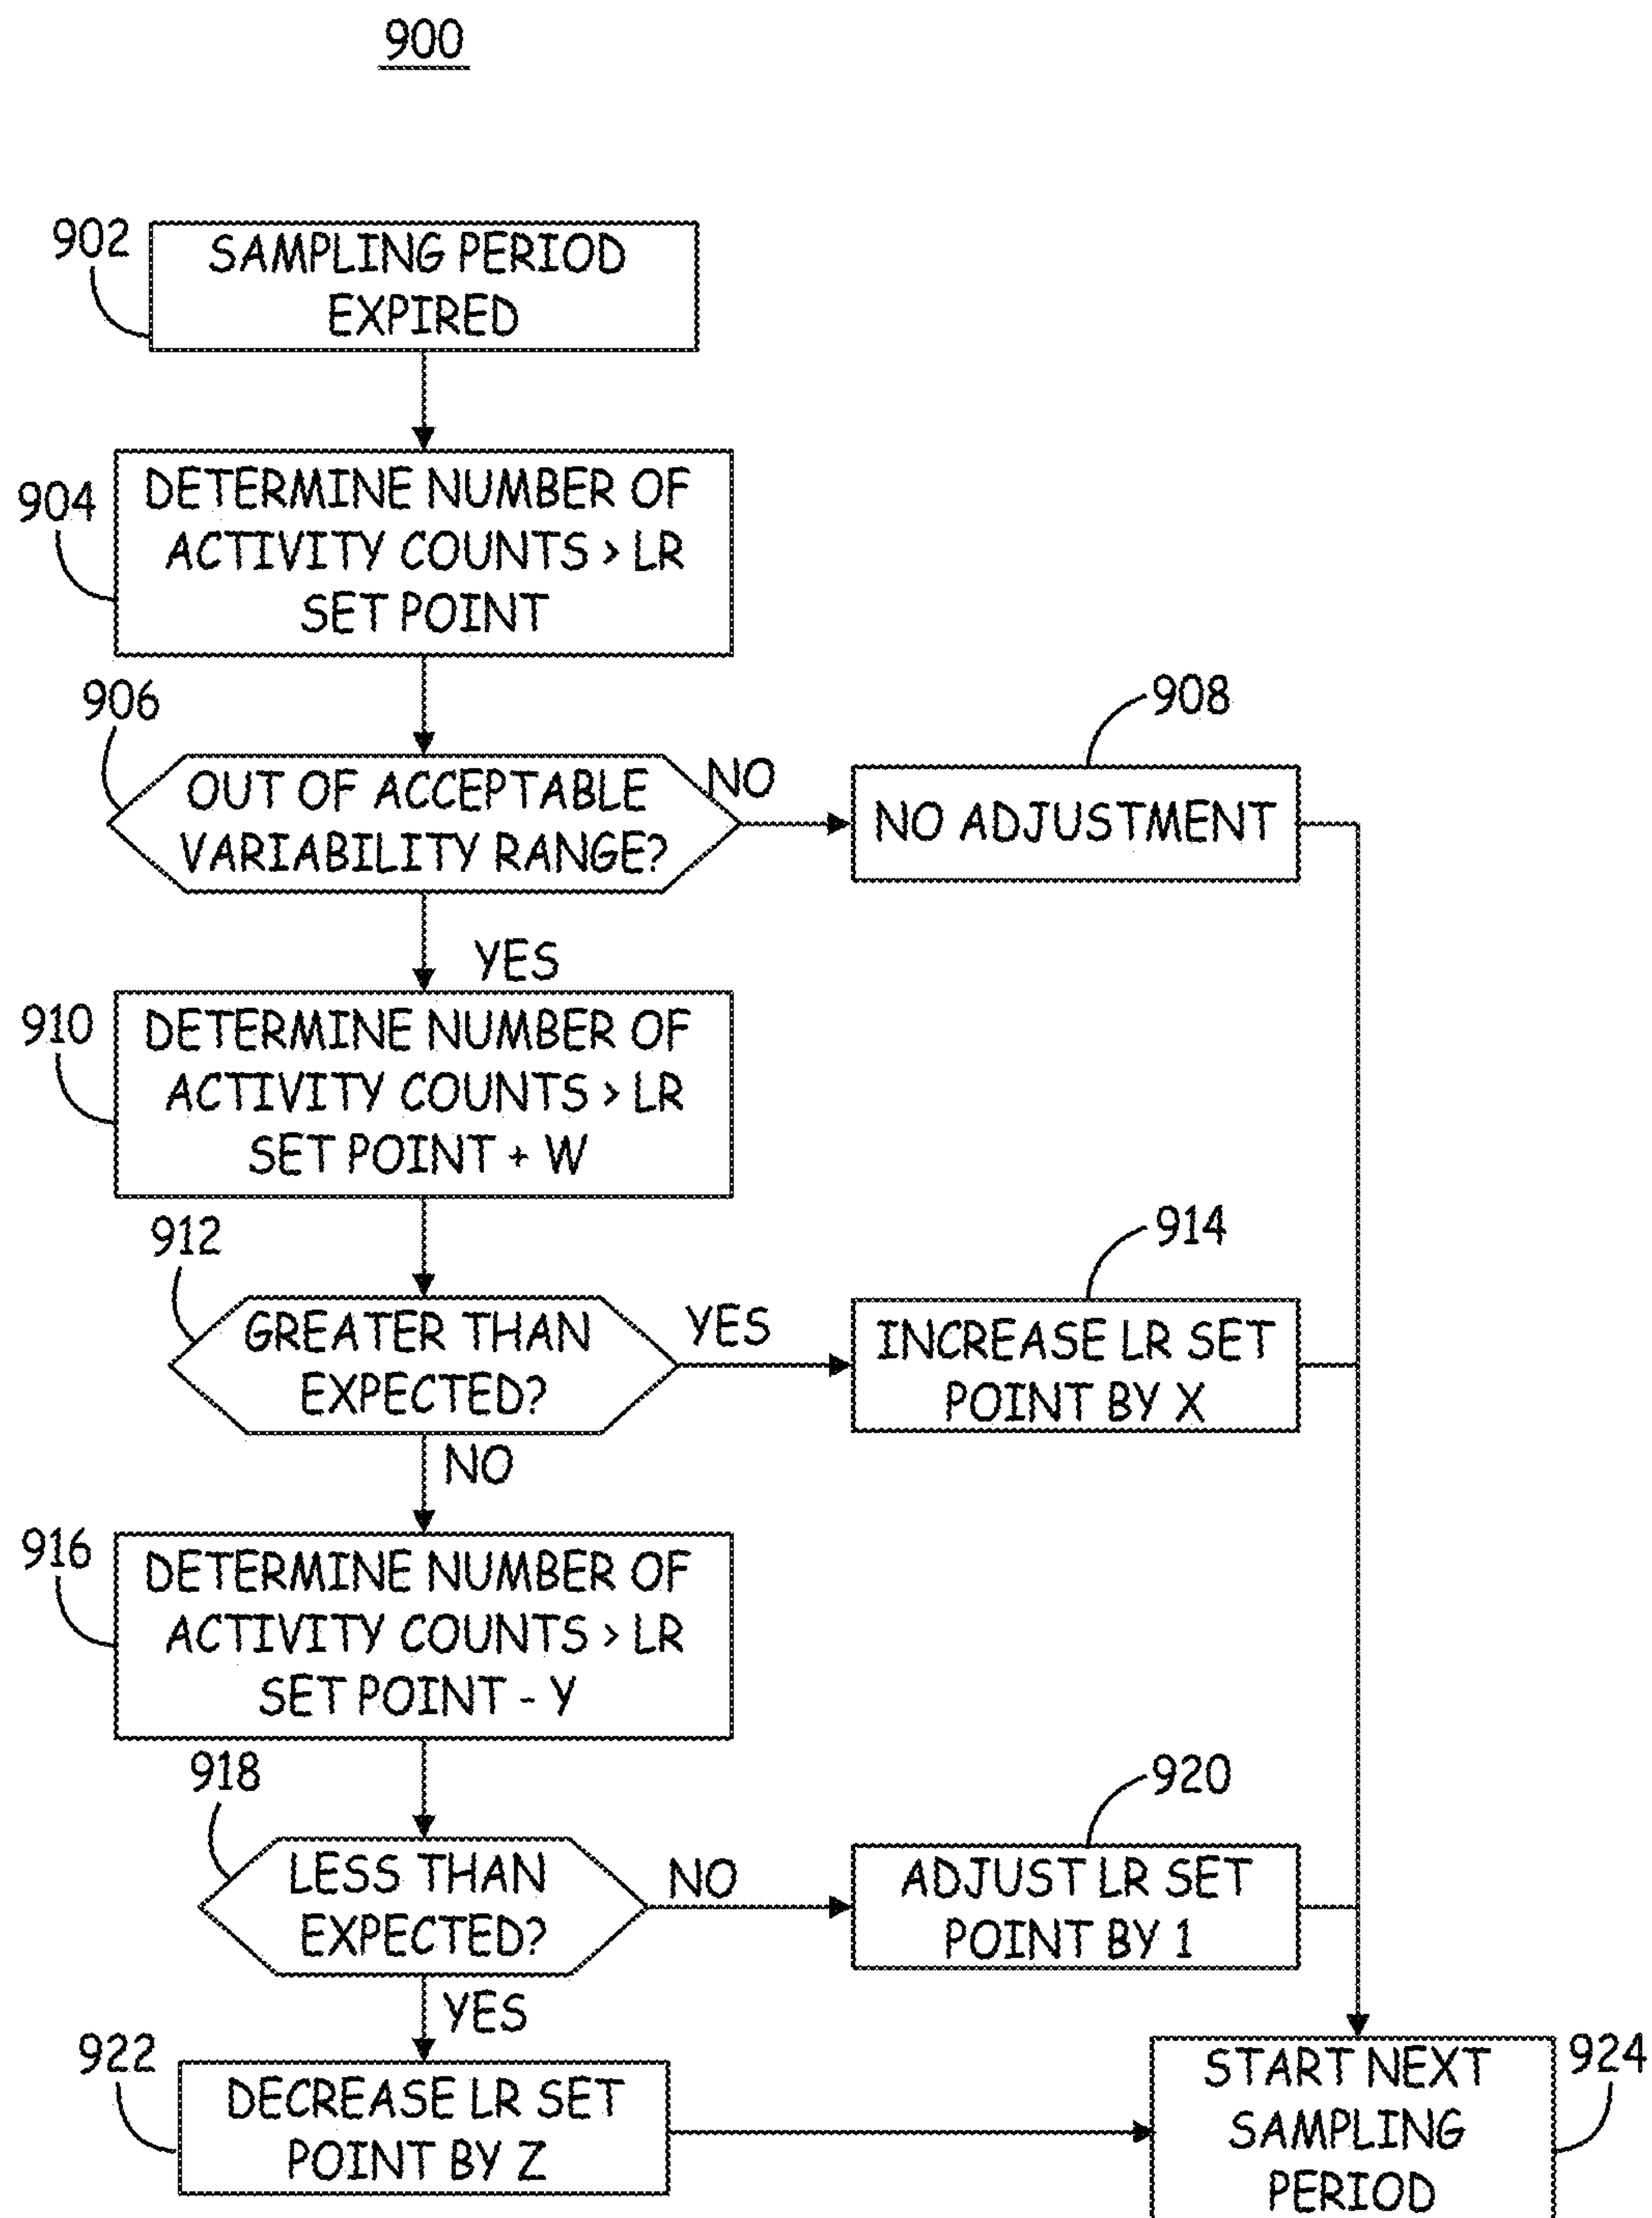 900
902
SAMPLING PERIOD
EXPIRED
904
DETERMINE NUMBER OF
ACTIVITY COUNTS > LR
SET POINT
906
OUT OF ACCEPTABLE
VARIABILITY RANGE?
NO
908
NO ADJUSTMENT
YES
910
DETERMINE NUMBER OF
ACTIVITY COUNTS > LR
SET POINT + W
912
GREATER THAN
EXPECTED?
YES
914
INCREASE LR SET
POINT BY X
NO
916
DETERMINE NUMBER OF
ACTIVITY COUNTS > LR
SET POINT - Y
918
LESS THAN
EXPECTED?
NO
920
ADJUST LR SET
POINT BY 1
YES
922
DECREASE LR SET
POINT BY Z
START NEXT
SAMPLING
PERIOD
924